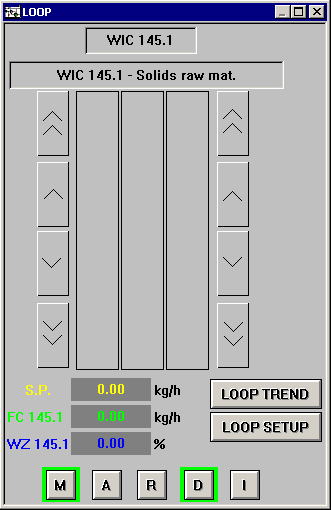 LOOP
WIC 145.1
WIC 145.1 - Solids raw mat.
S.P. 0.00 kg/h
FC 145.1 0.00 kg/h
WZ 145.1 0.00 %
LOOP TREND
LOOP SETUP
M A R D I